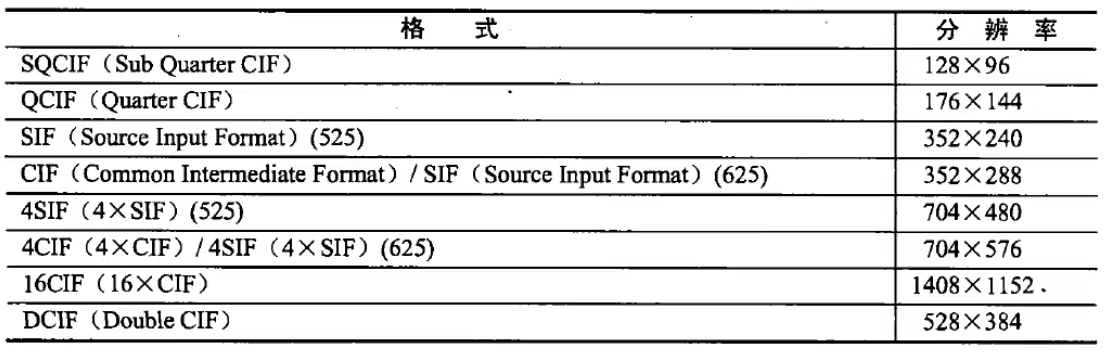 格 式 分 辨 率
SQCIF（Sub Quarter CIF） 128×96
QCIF（Quarter CIF） 176×144
SIF（Source Input Format）(525) 352×240
CIF（Common Intermediate Format）/ SIF（Source Input Format）(625) 352×288
4SIF（4×SIF）(525) 704×480
4CIF（4×CIF）/ 4SIF（4×SIF）(625) 704×576
16CIF（16×CIF） 1408×1152
DCIF（Double CIF） 528×384